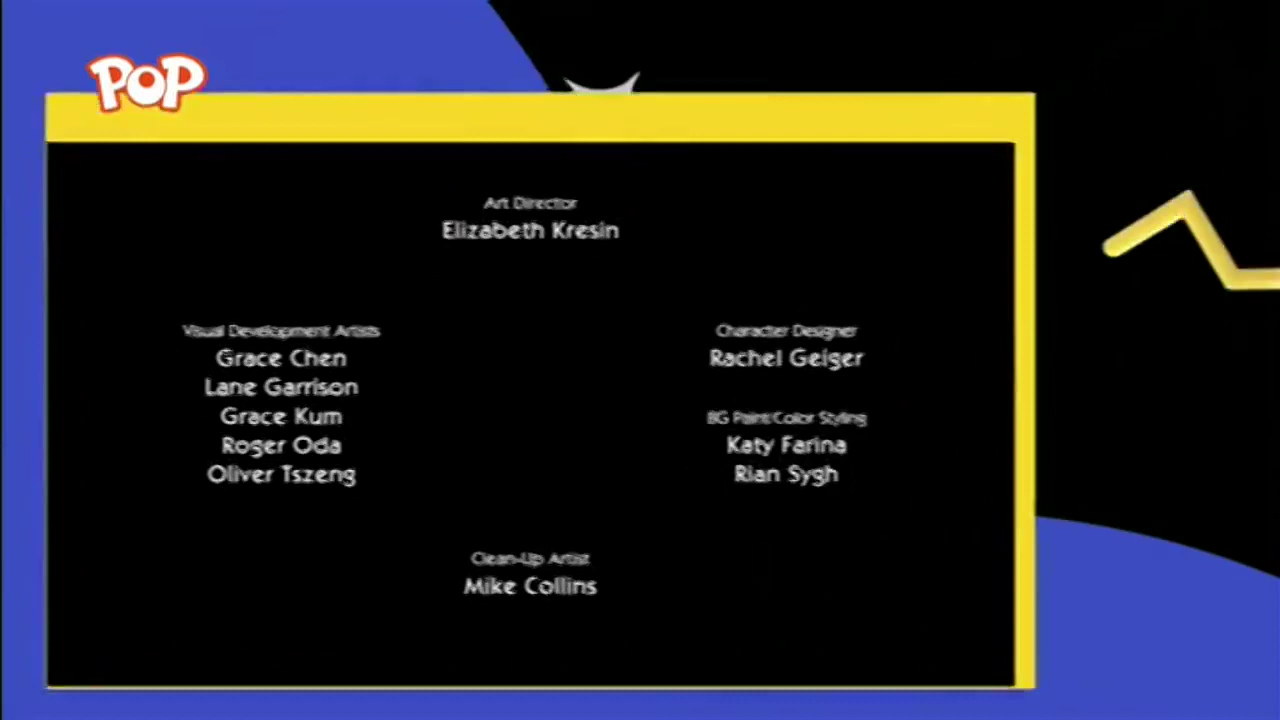 POP
Art Director
Elizabeth Kresin
Visual Development Artists
Grace Chen
Lane Garrison
Grace Kum
Roger Oda
Oliver Tszeng
Character Designer
Rachel Geiger
BG Paint/Color Styling
Katy Farina
Rian Sygh
Clean-Up Artist
Mike Collins